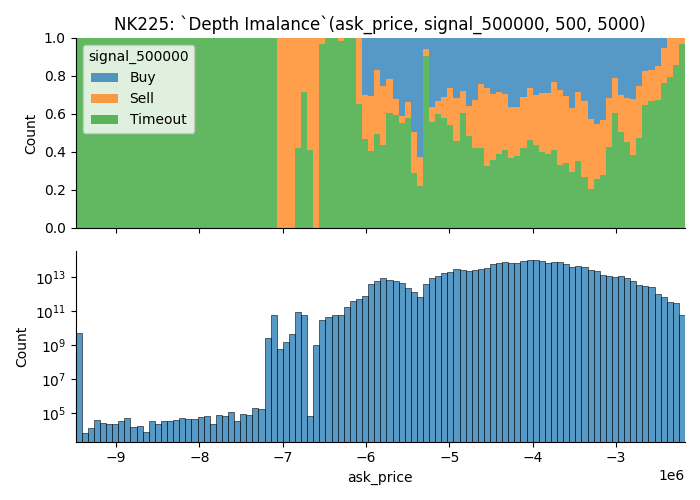 NK225: `Depth Imalance`(ask_price, signal_500000, 500, 5000)
1.0
0.8
0.6
0.4
0.2
0.0
Count
signal_500000
Buy
Sell
Timeout
10^13
10^11
10^9
10^7
10^5
Count
−9 −8 −7 −6 −5 −4 −3
ask_price
1e6